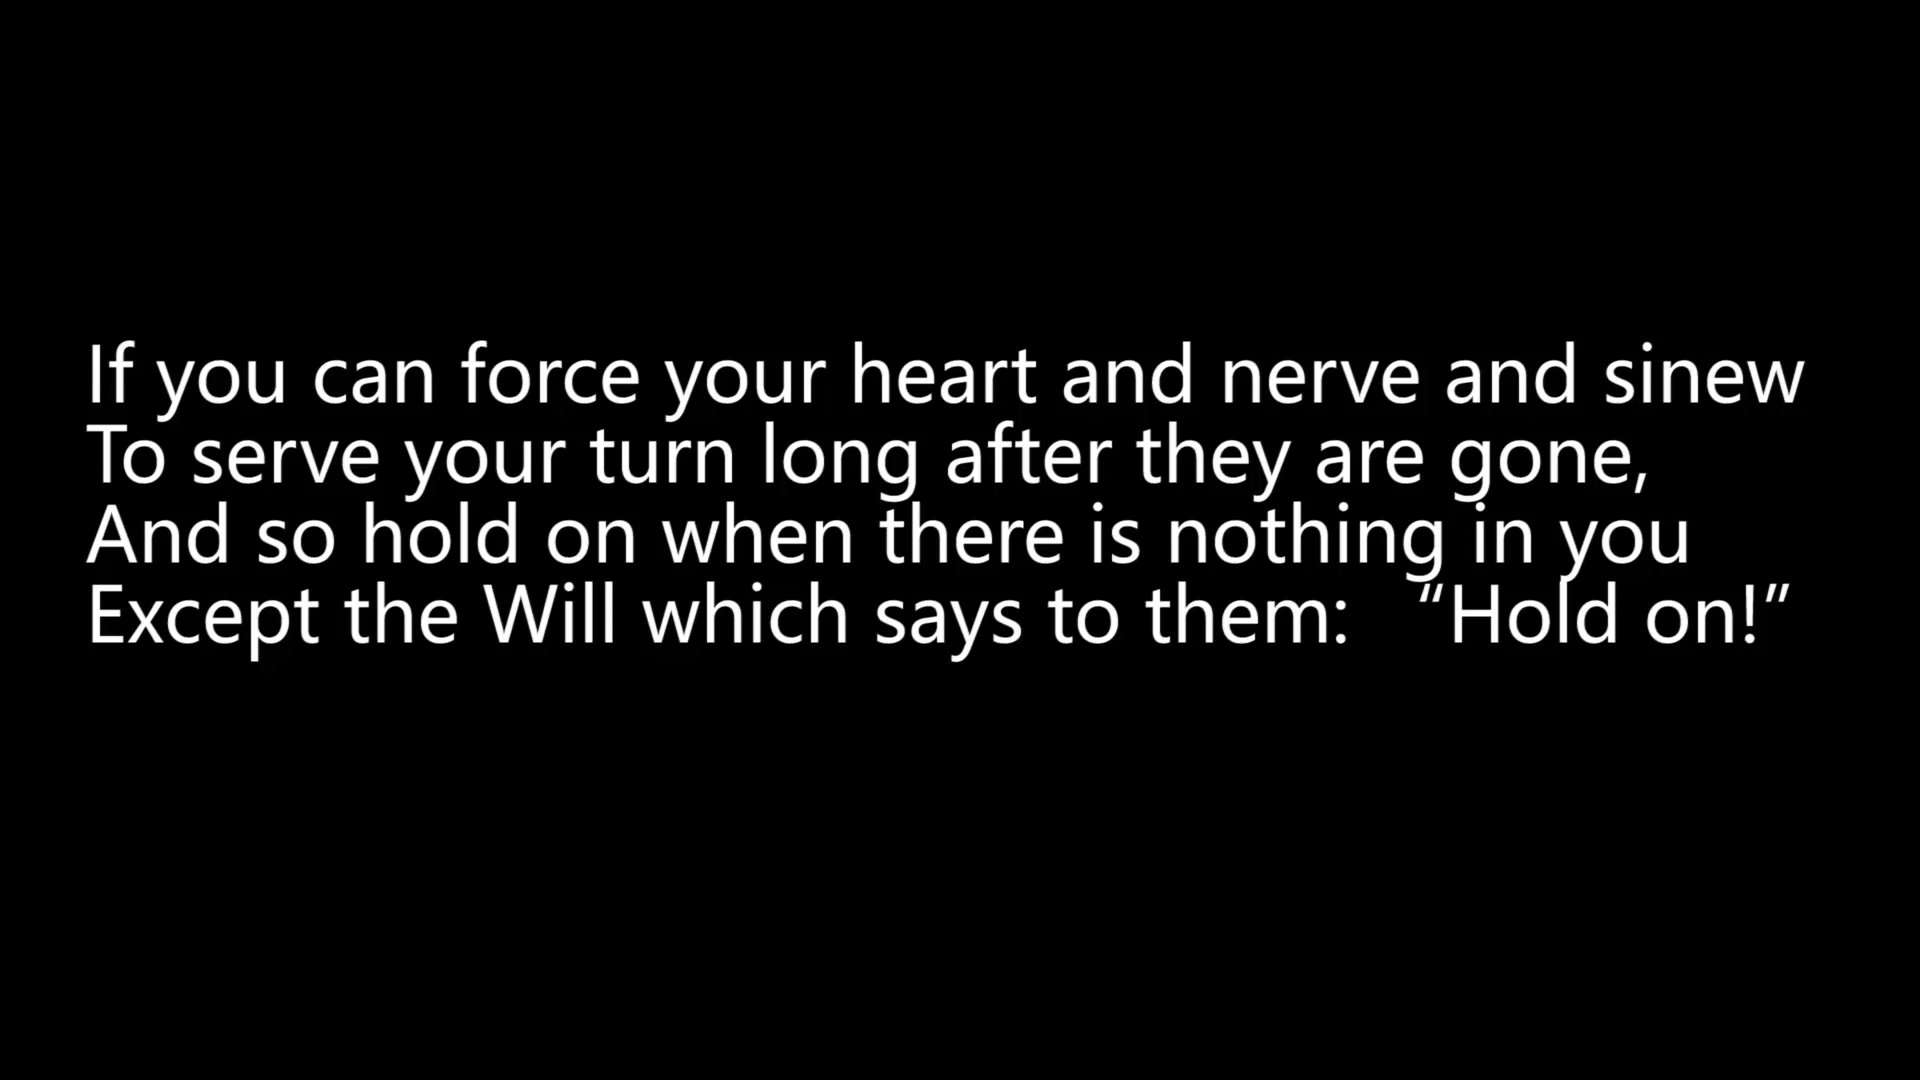 If you can force your heart and nerve and sinew
To serve your turn long after they are gone,
And so hold on when there is nothing in you
Except the Will which says to them: “Hold on!”